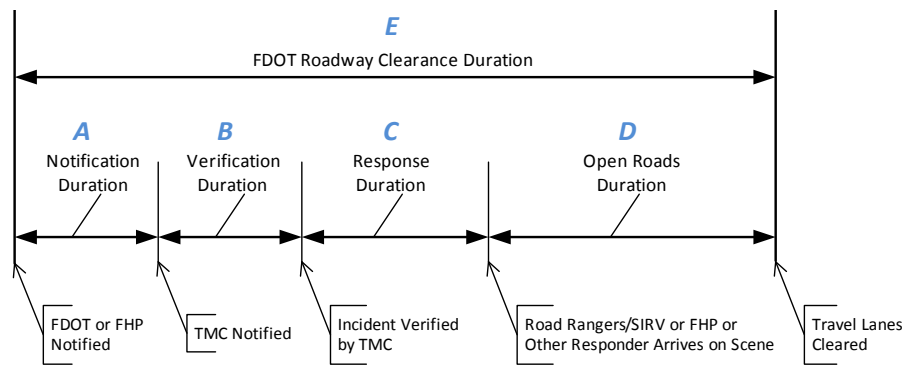 E
FDOT Roadway Clearance Duration
A
Notification
Duration
B
Verification
Duration
C
Response
Duration
D
Open Roads
Duration
FDOT or FHP
Notified
TMC Notified
Incident Verified
by TMC
Road Rangers/SIRV or FHP or
Other Responder Arrives on Scene
Travel Lanes
Cleared